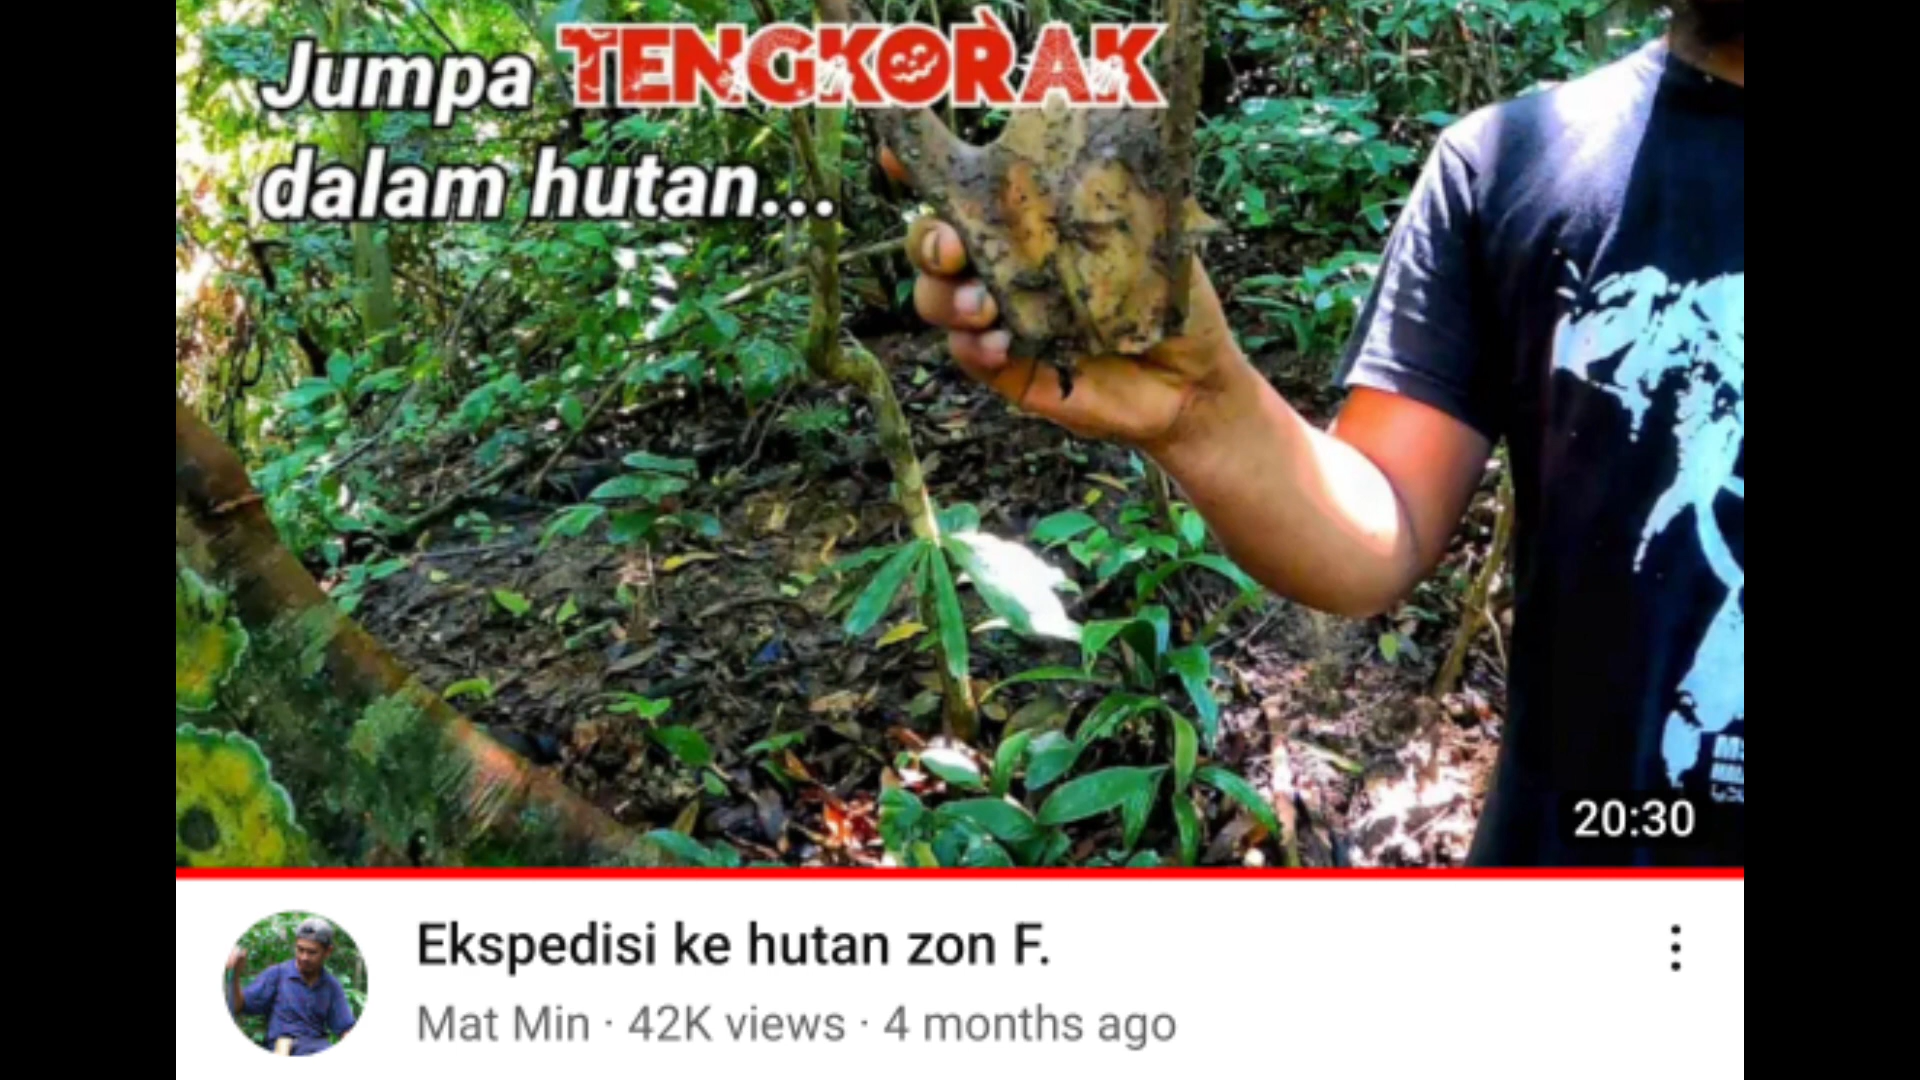 Jumpa TENGKORAK
dalam hutan...
20:30
Ekspedisi ke hutan zon F.
Mat Min · 42K views · 4 months ago